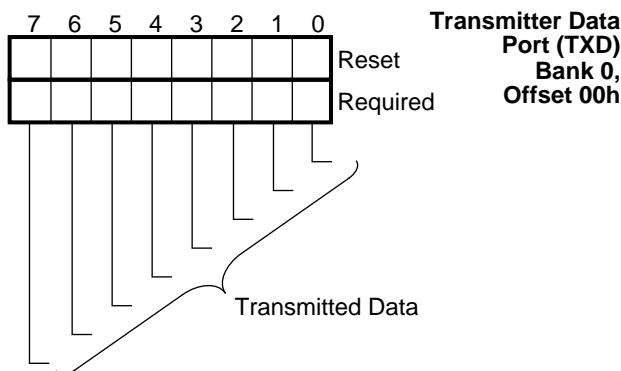 7 6 5 4 3 2 1 0
Transmitter Data
Port (TXD)
Bank 0,
Offset 00h
Reset
Required
Transmitted Data